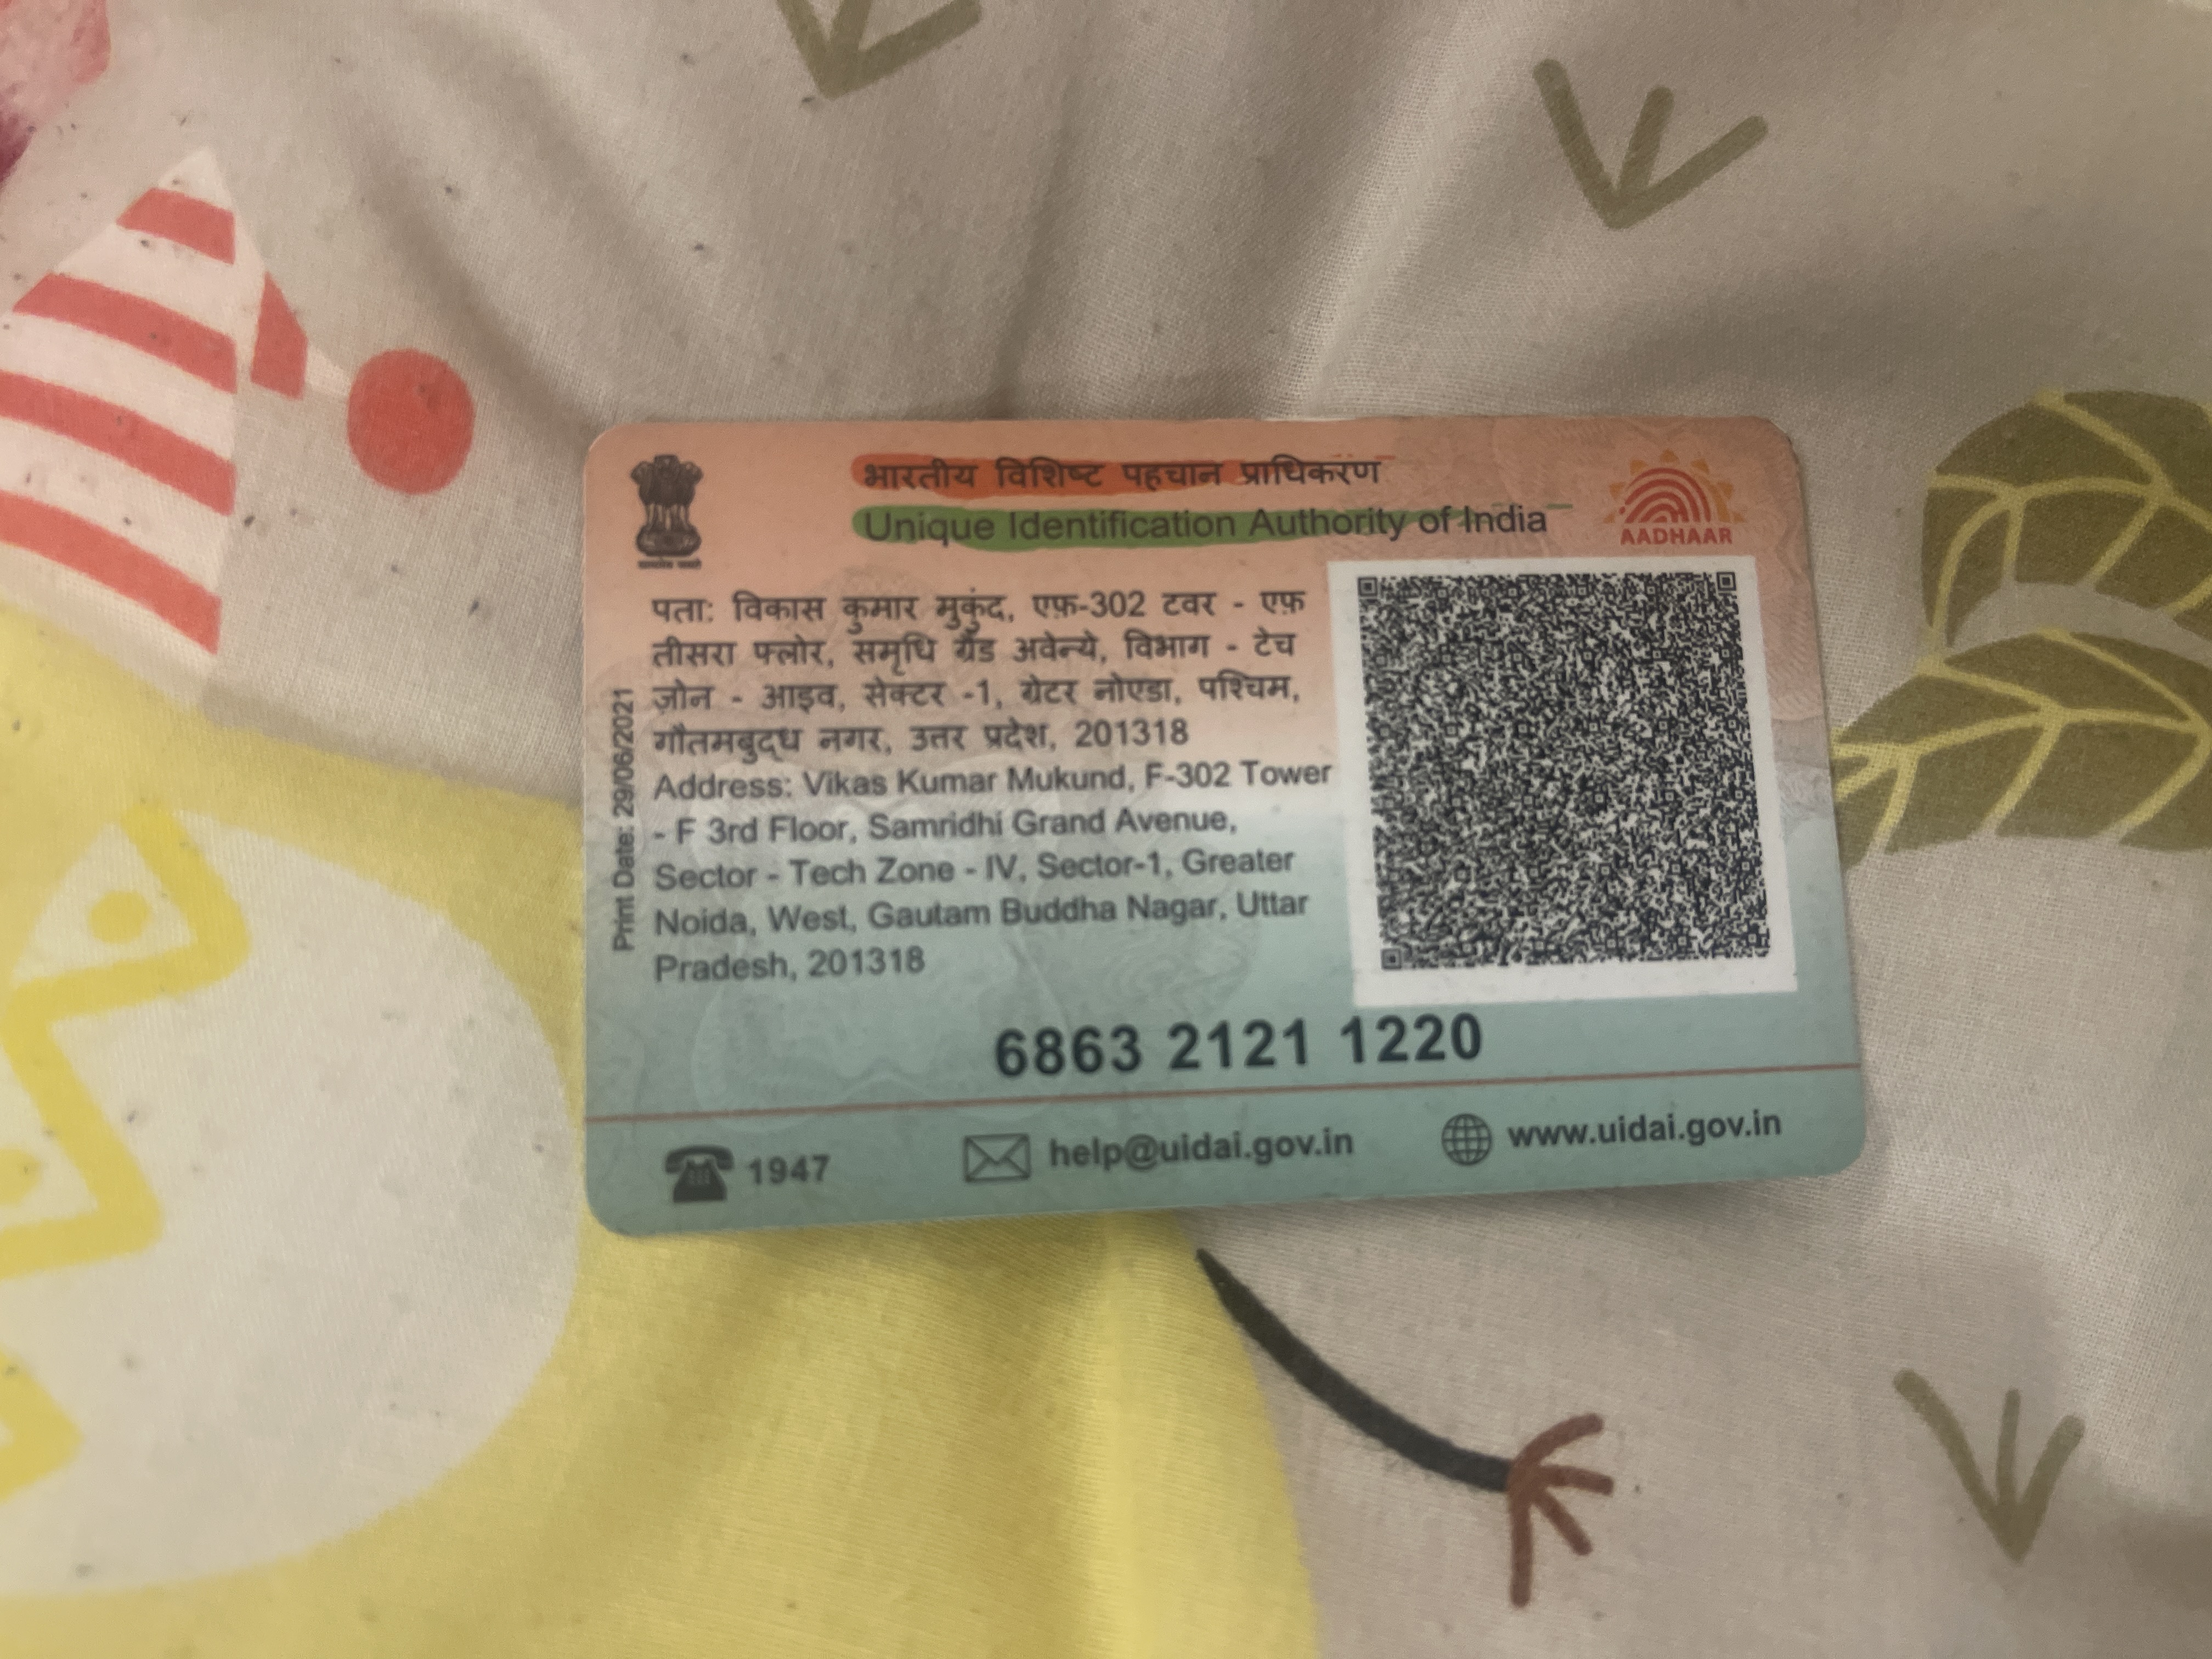 भारतीय विशिष्ट पहचान प्राधिकरण
Unique Identification Authority of India
AADHAAR
पता: विकास कुमार मुकुंद, एफ़-302 टवर - एफ़
तीसरा फ्लोर, समृधि ग्रैंड अवेन्ये, विभाग - टेच
ज़ोन - आइव, सेक्टर -1, ग्रेटर नोएडा, पश्चिम,
गौतमबुद्ध नगर, उत्तर प्रदेश, 201318
Address: Vikas Kumar Mukund, F-302 Tower
- F 3rd Floor, Samridhi Grand Avenue,
Sector - Tech Zone - IV, Sector-1, Greater
Noida, West, Gautam Buddha Nagar, Uttar
Pradesh, 201318
Print Date: 29/06/2021
6863 2121 1220
1947
help@uidai.gov.in
www.uidai.gov.in